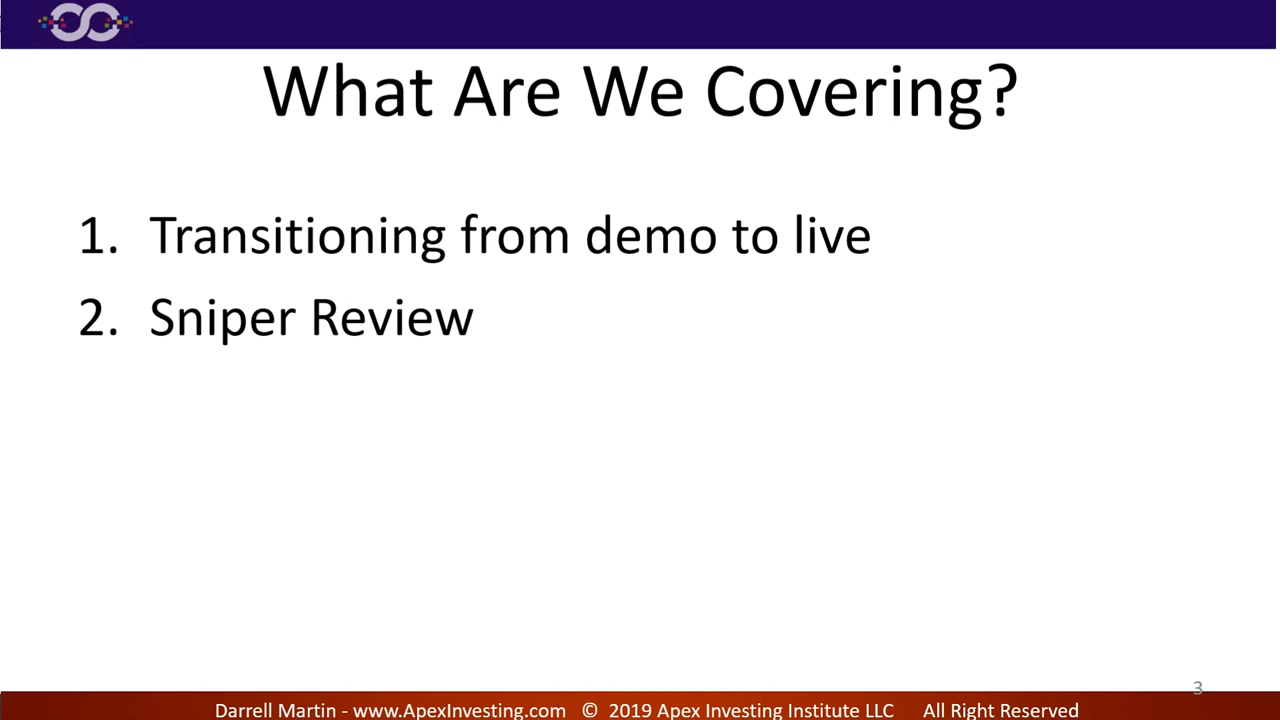 What Are We Covering?
1. Transitioning from demo to live
2. Sniper Review
3
Darrell Martin - www.ApexInvesting.com © 2019 Apex Investing Institute LLC All Right Reserved